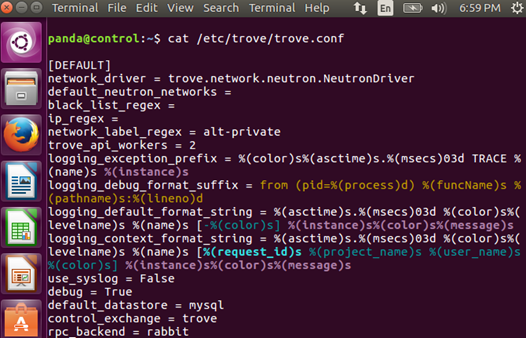 Terminal Terminal File Edit View Search Terminal Help En 6:59 PM
panda@control:~$ cat /etc/trove/trove.conf
[DEFAULT]
network_driver = trove.network.neutron.NeutronDriver
default_neutron_networks =
black_list_regex =
ip_regex =
network_label_regex = alt-private
trove_api_workers = 2
logging_exception_prefix = %(color)s%(asctime)s.%(msecs)03d TRACE %
(name)s %(instance)s
logging_debug_format_suffix = from (pid=%(process)d) %(funcName)s %
(pathname)s:%(lineno)d
logging_default_format_string = %(asctime)s.%(msecs)03d %(color)s%(
levelname)s %(name)s [-%(color)s] %(instance)s%(color)s%(message)s
logging_context_format_string = %(asctime)s.%(msecs)03d %(color)s%(
levelname)s %(name)s [%(request_id)s %(project_name)s %(user_name)s
%(color)s] %(instance)s%(color)s%(message)s
use_syslog = False
debug = True
default_datastore = mysql
control_exchange = trove
rpc_backend = rabbit